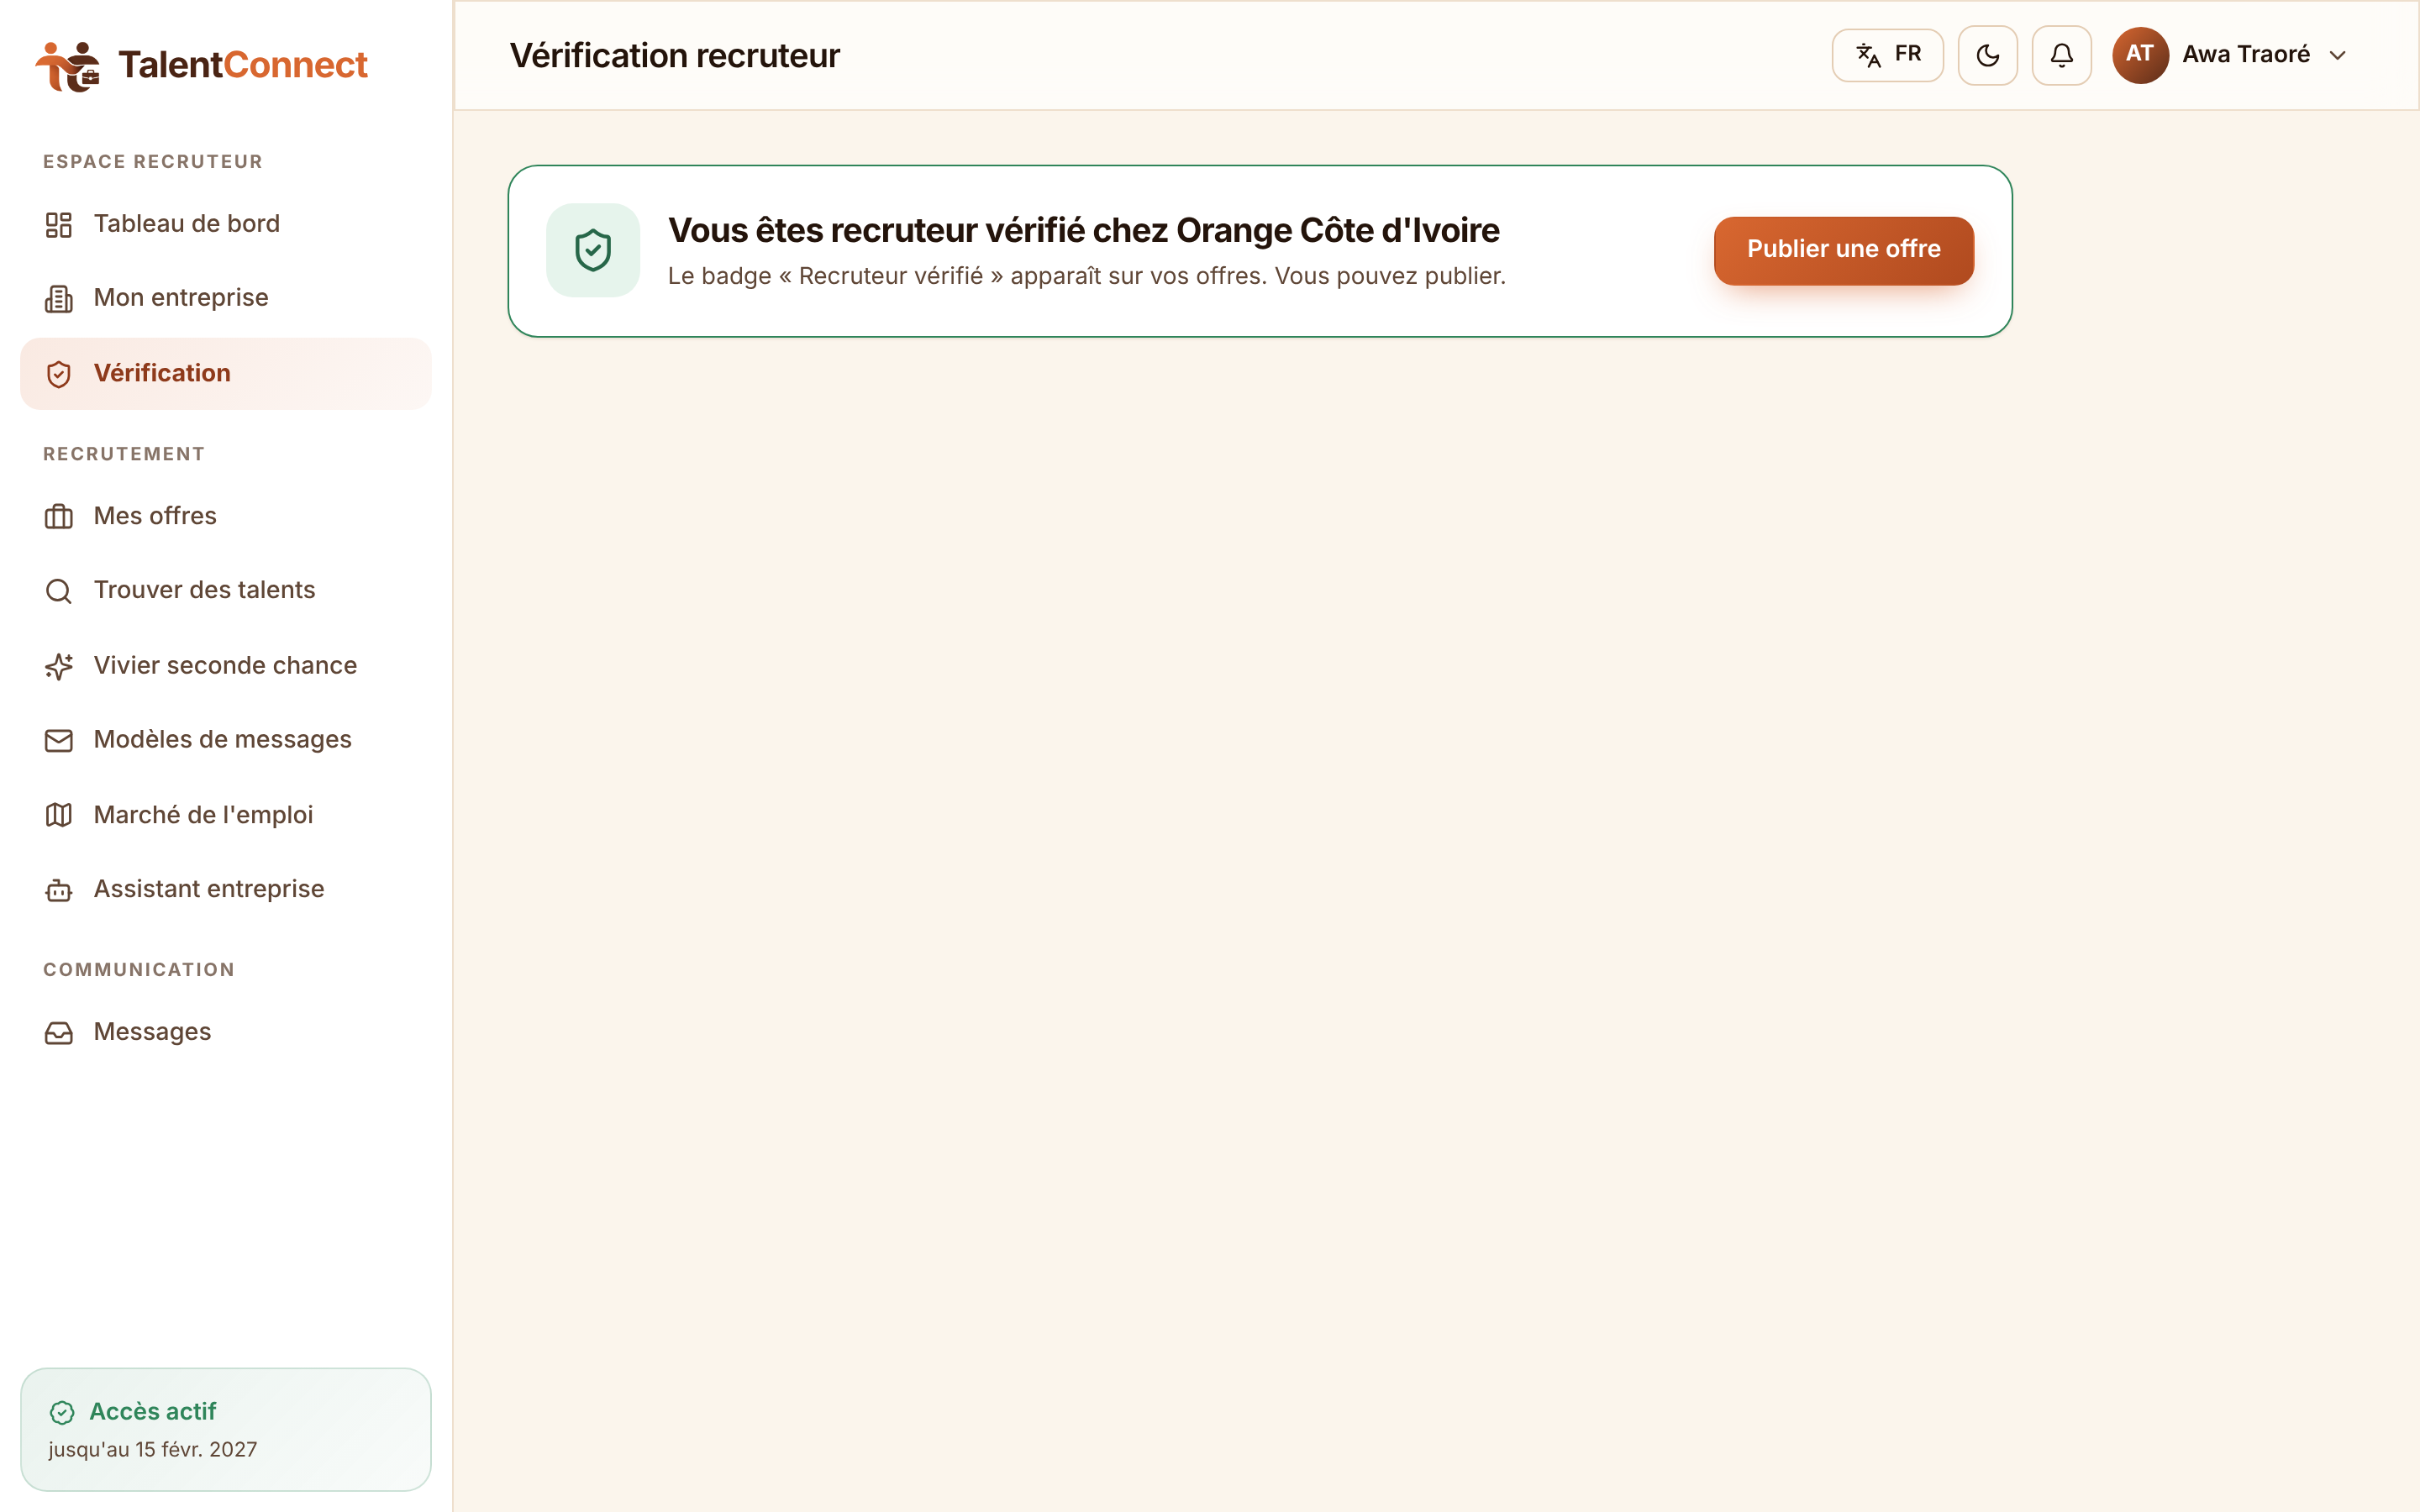 TalentConnect
ESPACE RECRUTEUR
Tableau de bord
Mon entreprise
Vérification
RECRUTEMENT
Mes offres
Trouver des talents
Vivier seconde chance
Modèles de messages
Marché de l'emploi
Assistant entreprise
COMMUNICATION
Messages
Accès actif
jusqu'au 15 févr. 2027
Vérification recruteur
FR
AT Awa Traoré
Vous êtes recruteur vérifié chez Orange Côte d'Ivoire
Le badge « Recruteur vérifié » apparaît sur vos offres. Vous pouvez publier.
Publier une offre